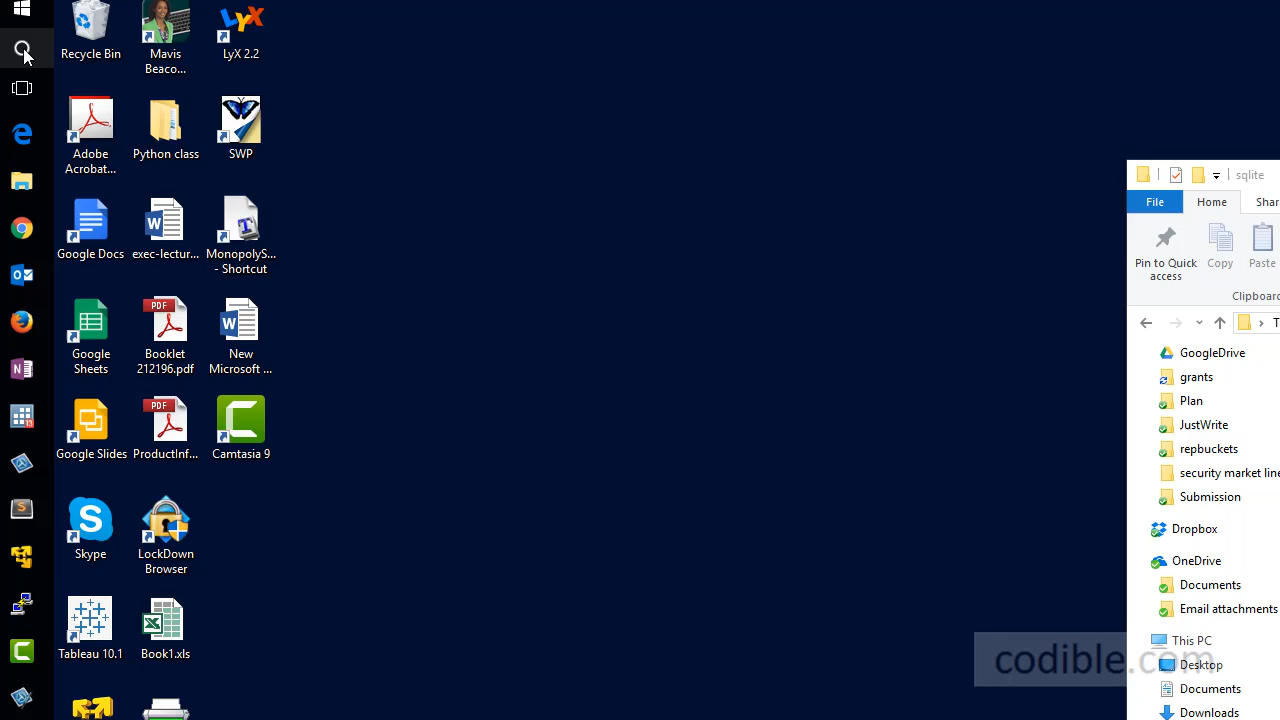 Recycle Bin
Mavis
Beaco...
LyX 2.2
Adobe
Acrobat...
Python class
SWP
Google Docs
exec-lectur...
MonopolyS...
- Shortcut
Google
Sheets
PDF
Booklet
212196.pdf
New
Microsoft ...
Google Slides
PDF
ProductInf...
Camtasia 9
Skype
LockDown
Browser
Tableau 10.1
Book1.xls
sqlite
File
Home
Shar
Pin to Quick
access
Copy
Paste
Clipboard
T
GoogleDrive
grants
Plan
JustWrite
repbuckets
security market line
Submission
Dropbox
OneDrive
Documents
Email attachments
This PC
Desktop
Documents
Downloads
codible.com